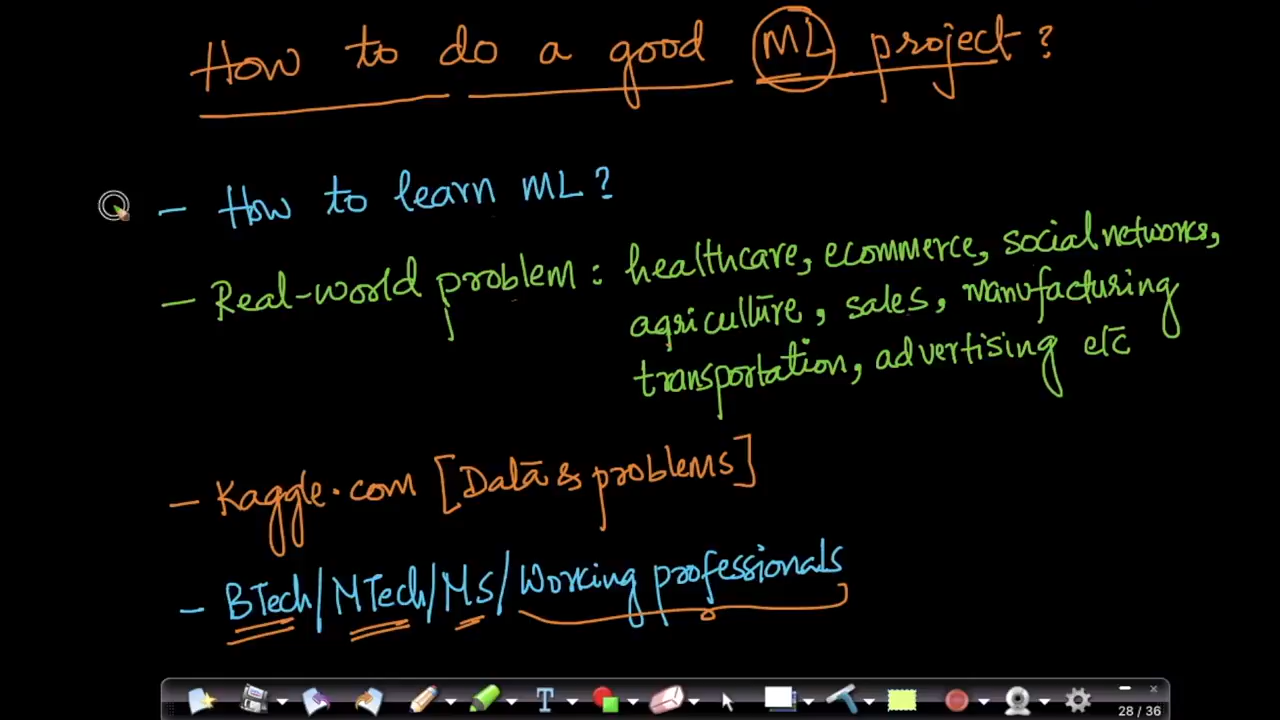 How to do a good ML project?
- How to learn ML?
- Real-world problem: healthcare, ecommerce, social networks,
agriculture, sales, manufacturing
transportation, advertising etc
- Kaggle.com [Data & problems]
- BTech/MTech/MS/Working professionals
28 / 36